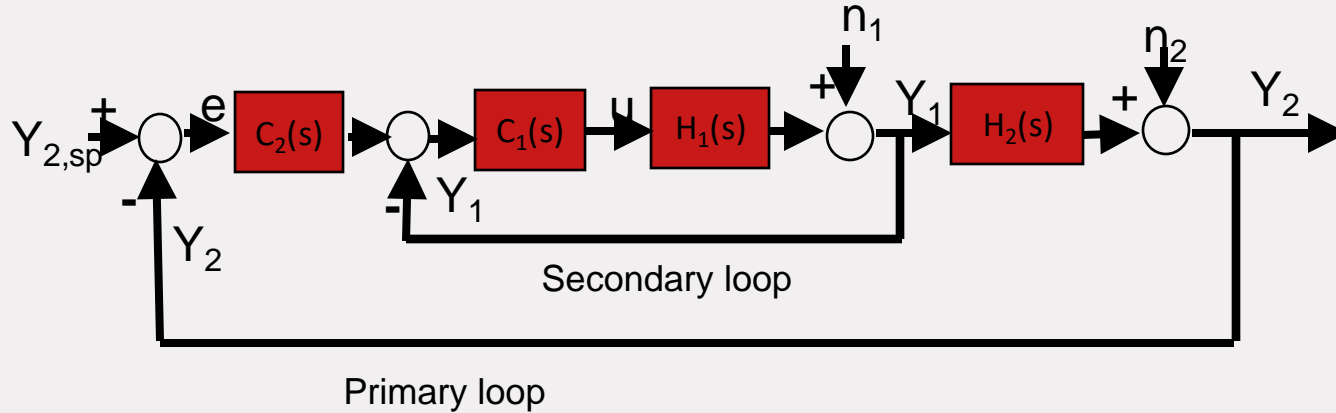 n₁
n₂
+ e u + Y₁ + Y₂
Y₂,sp C₂(s) C₁(s) H₁(s) H₂(s)
- Y₂ - Y₁
Secondary loop
Primary loop